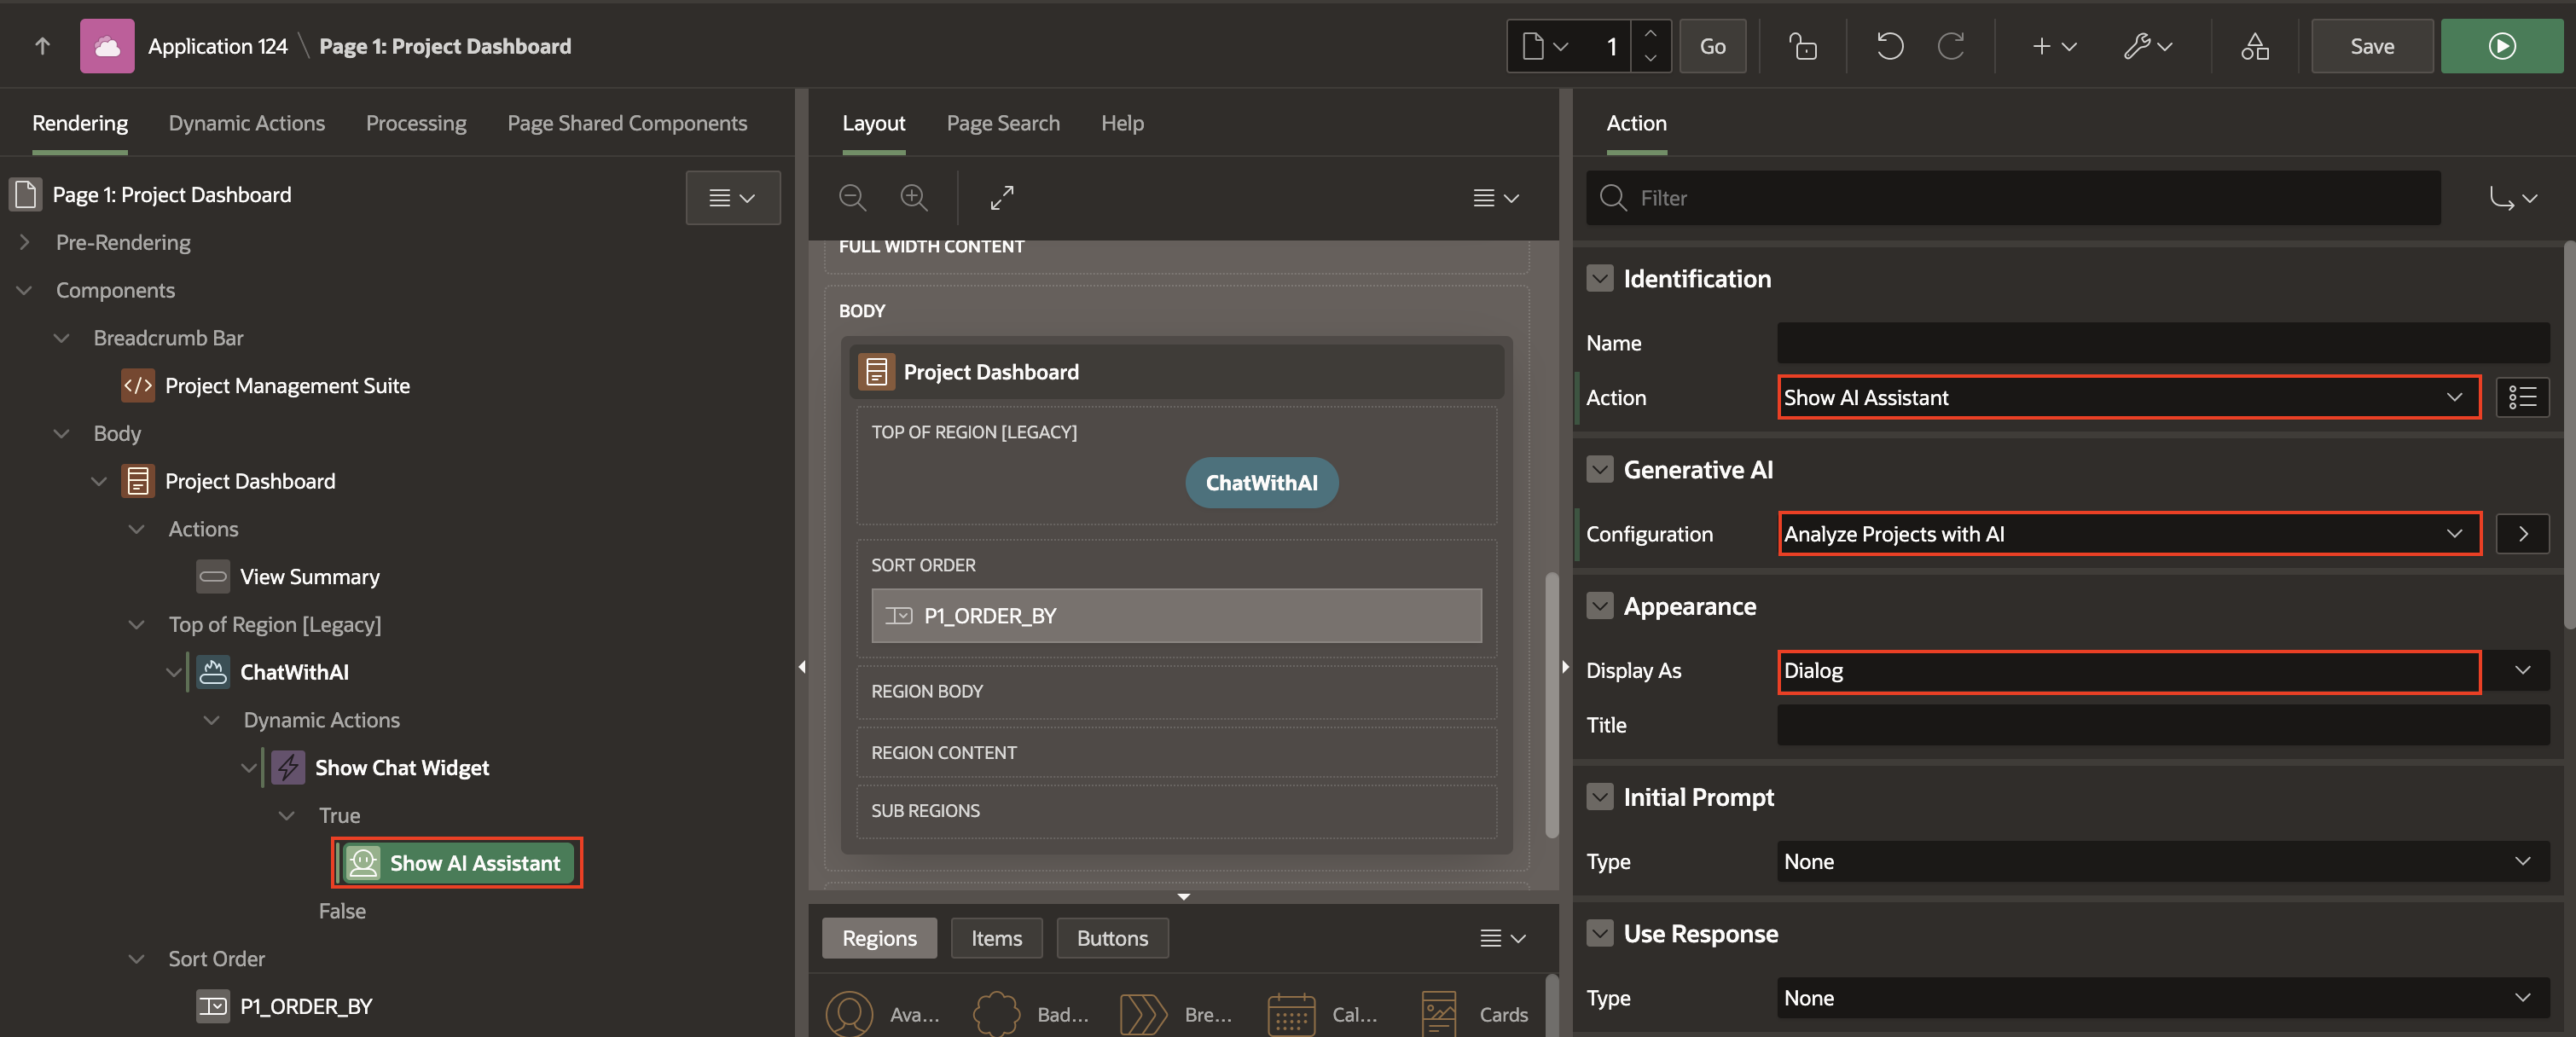 Application 124 \ Page 1: Project Dashboard
1
Go
Save
Rendering
Dynamic Actions
Processing
Page Shared Components
Page 1: Project Dashboard
Pre-Rendering
Components
Breadcrumb Bar
</> Project Management Suite
Body
Project Dashboard
Actions
View Summary
Top of Region [Legacy]
ChatWithAI
Dynamic Actions
Show Chat Widget
True
Show AI Assistant
False
Sort Order
P1_ORDER_BY
Layout
Page Search
Help
FULL WIDTH CONTENT
BODY
Project Dashboard
TOP OF REGION [LEGACY]
ChatWithAI
SORT ORDER
P1_ORDER_BY
REGION BODY
REGION CONTENT
SUB REGIONS
Regions
Items
Buttons
Ava...
Bad...
Bre...
Cal...
Cards
Action
Filter
Identification
Name
Action
Show AI Assistant
Generative AI
Configuration
Analyze Projects with AI
Appearance
Display As
Dialog
Title
Initial Prompt
Type
None
Use Response
Type
None